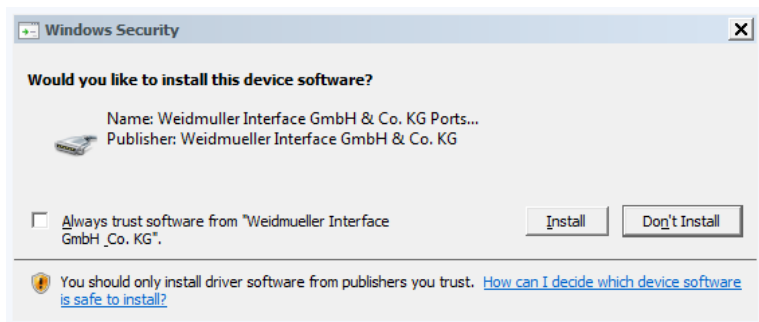 Windows Security
Would you like to install this device software?
Name: Weidmuller Interface GmbH & Co. KG Ports...
Publisher: Weidmueller Interface GmbH & Co. KG
Always trust software from "Weidmueller Interface
GmbH _Co. KG".
Install
Don't Install
You should only install driver software from publishers you trust. How can I decide which device software
is safe to install?